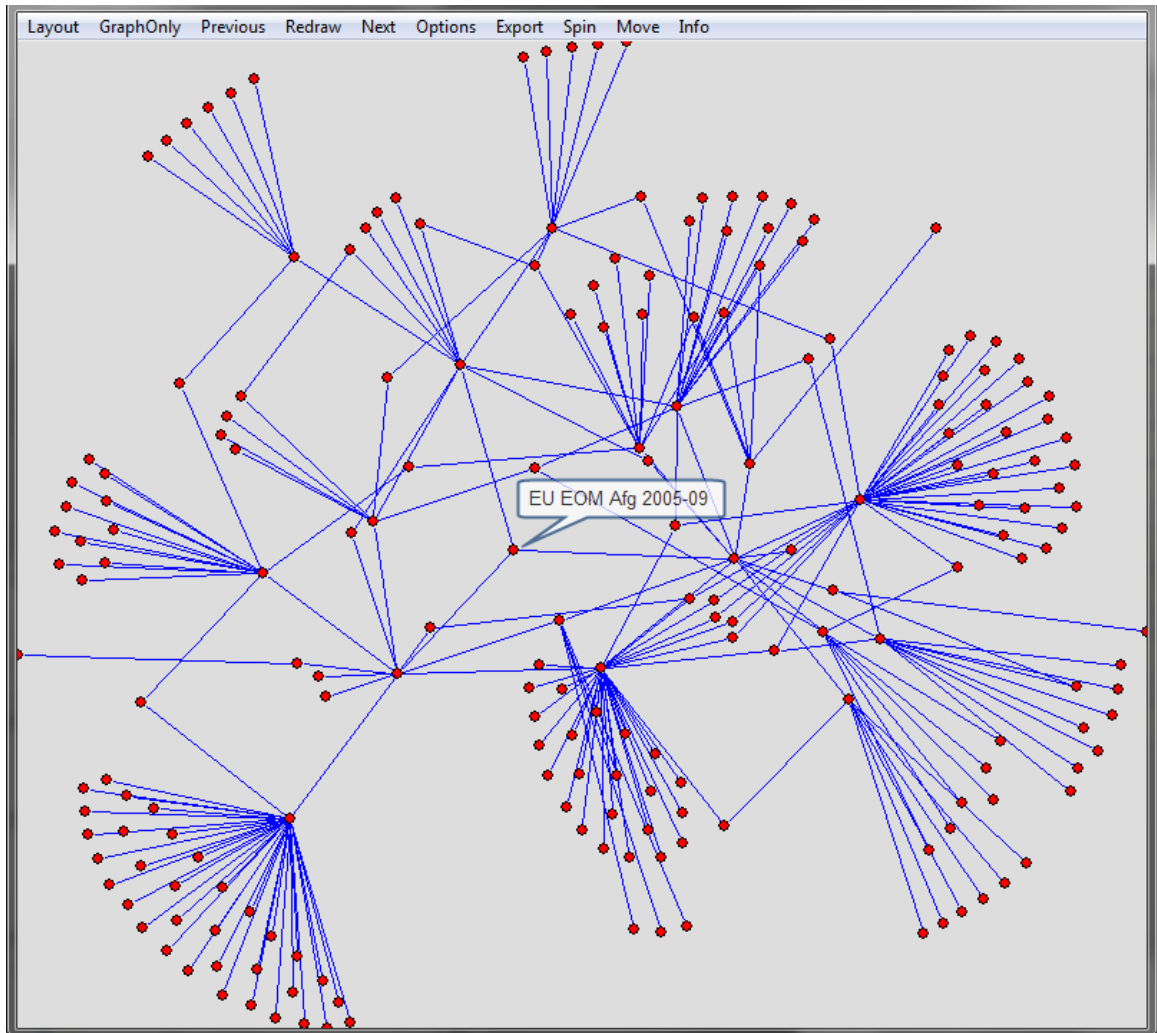 Layout GraphOnly Previous Redraw Next Options Export Spin Move Info
EU EOM Afg 2005-09